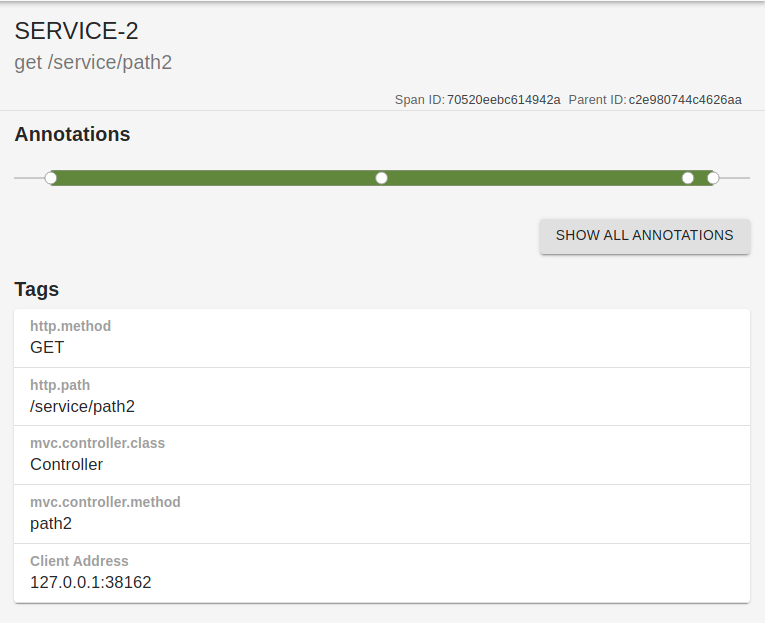 SERVICE-2
get /service/path2
Span ID: 70520eebc614942a Parent ID: c2e980744c4626aa
Annotations
SHOW ALL ANNOTATIONS
Tags
http.method
GET
http.path
/service/path2
mvc.controller.class
Controller
mvc.controller.method
path2
Client Address
127.0.0.1:38162